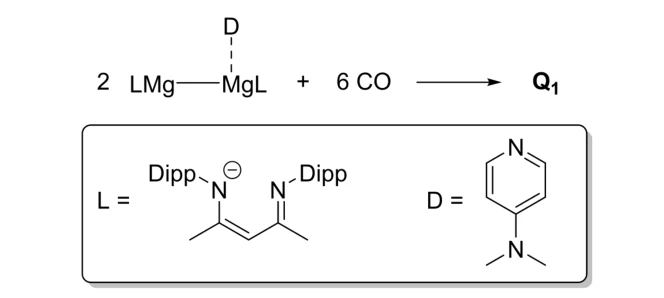 D
2 LMg MgL + 6 CO Q1
Dipp N Dipp N
L =
D = N
N